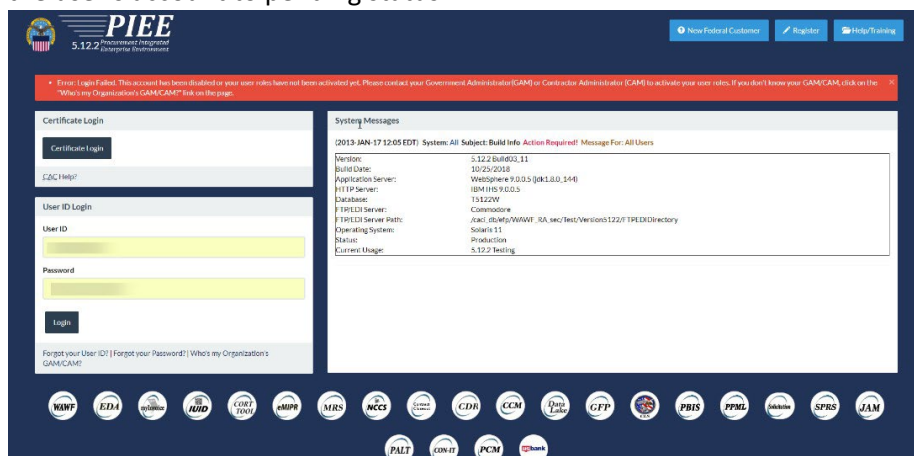 PIEE
5.12.2 Procurement Integrated
Enterprise Environment
New Federal Customer
Register
Help/Training
Error: Login Failed. This account has been disabled or your user roles have not been activated yet. Please contact your Government Administrator(GAM) or Contractor Administrator (CAM) to activate your user roles. If you don't know your GAM/CAM, click on the
"Who's my Organization's GAM/CAM?" link on the page.
Certificate Login
Certificate Login
CAC Help?
User ID Login
User ID
Password
Login
Forgot your User ID? | Forgot your Password? | Who's my Organization's
GAM/CAM?
System Messages
(2013-JAN-17 12:05 EDT) System: All Subject: Build Info Action Required! Message For: All Users
Version: 5.12.2 Build03_11
Build Date: 10/25/2018
Application Server: WebSphere 9.0.0.5 (jdk1.8.0_144)
HTTP Server: IBM IHS 9.0.0.5
Database: T5122W
FTP/EDI Server: Commodore
FTP/EDI Server Path: /caci_db/efp/WAWF_RA_sec/Test/Version5122/FTPEDIDirectory
Operating System: Solaris 11
Status: Production
Current Usage: 5.12.2 Testing
WAWF EDA myInvoice IUID CORT TOOL eMIPR MRS NCCS Contract Closeout CDR CCM Data Lake GFP PBIS PPML Solicitation SPRS JAM
PALT CON-IT PCM usbank